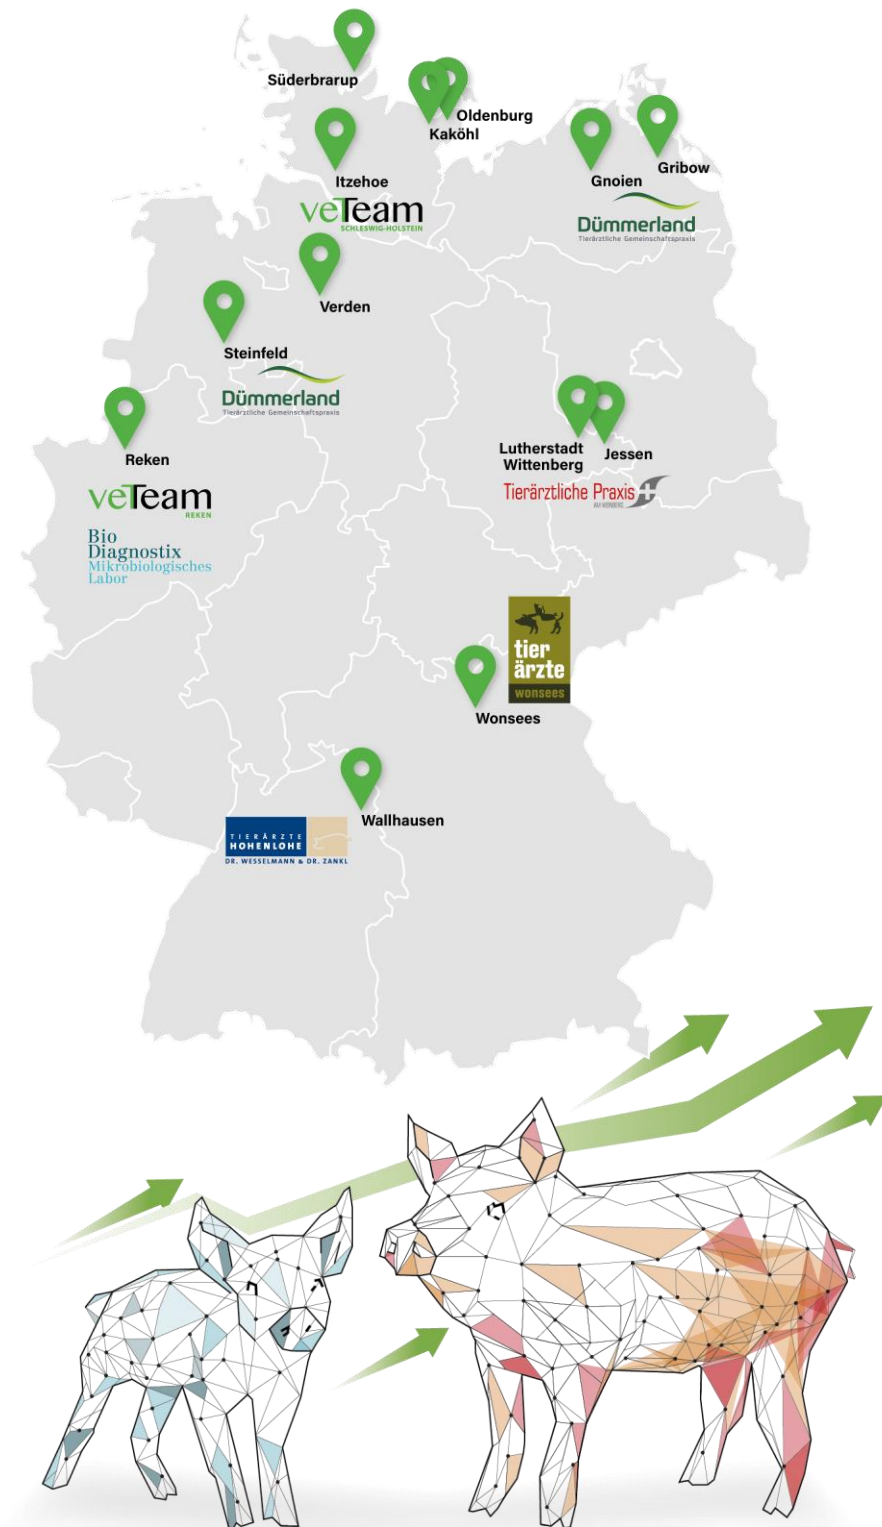 Süderbrarup
Oldenburg
Kaköhl
Itzehoe
veTeam
SCHLESWIG-HOLSTEIN
Gnoien
Gribow
Dümmerland
Tierärztliche Gemeinschaftspraxis
Verden
Steinfeld
Dümmerland
Tierärztliche Gemeinschaftspraxis
Reken
veTeam
REKEN
Bio
Diagnostix
Mikrobiologisches
Labor
Lutherstadt
Wittenberg
Jessen
Tierärztliche Praxis
AM WONBERG
tier
ärzte
wonsees
Wonsees
Wallhausen
TIERÄRZTE
HOHENLOHE
DR. WESSELMANN & DR. ZANKL